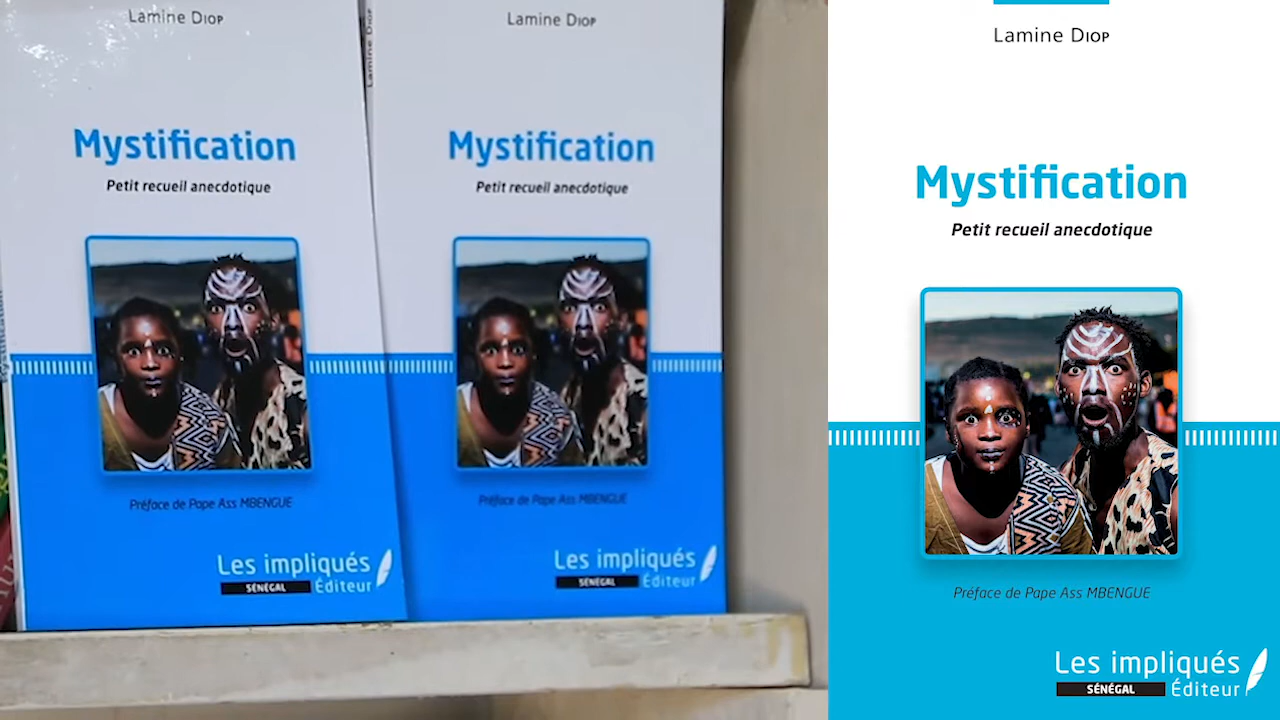 Lamine Diop
Mystification
Petit recueil anecdotique
Préface de Pape Ass MBENGUE
Les impliqués
SÉNÉGAL Éditeur
Lamine Diop
Lamine Diop
Mystification
Petit recueil anecdotique
Préface de Pape Ass MBENGUE
Les impliqués
SÉNÉGAL Éditeur
Lamine Diop
Mystification
Petit recueil anecdotique
Préface de Pape Ass MBENGUE
Les impliqués
SÉNÉGAL Éditeur